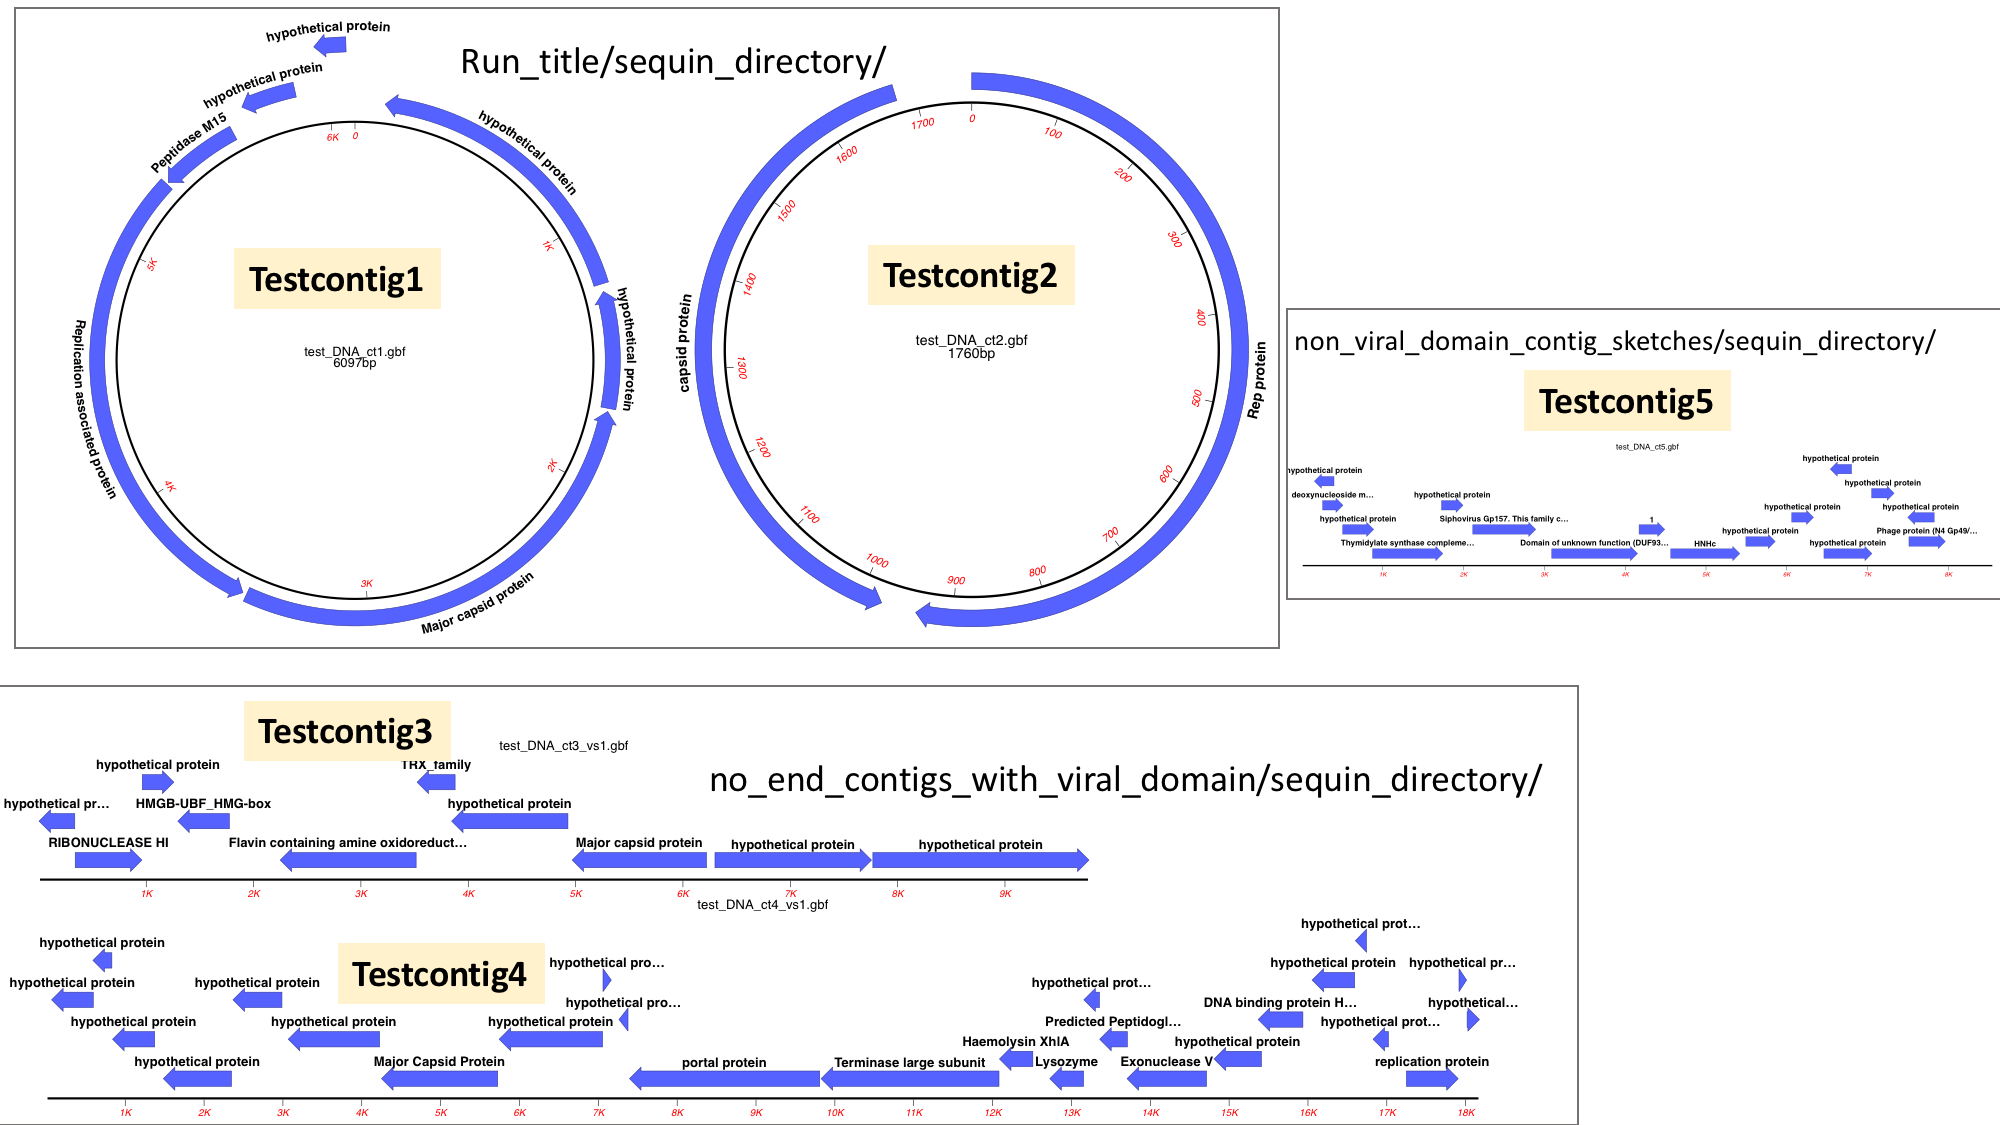 Run_title/sequin_directory/
hypothetical protein
hypothetical protein
Peptidase M15
hypothetical protein
hypothetical protein
Major capsid protein
Replication associated protein
6K
0
1K
2K
3K
4K
5K
Testcontig1
test_DNA_ct1.gbf
6097bp
capsid protein
Rep protein
0
100
200
300
400
500
600
700
800
900
1000
1100
1200
1300
1400
1500
1600
1700
Testcontig2
test_DNA_ct2.gbf
1760bp
non_viral_domain_contig_sketches/sequin_directory/
Testcontig5
test_DNA_ct5.gbf
hypothetical protein
hypothetical protein
hypothetical protein
deoxynucleoside m...
hypothetical protein
hypothetical protein
hypothetical protein
hypothetical protein
Siphovirus Gp157. This family c...
1
hypothetical protein
Phage protein (N4 Gp49/...
Thymidylate synthase compleme...
Domain of unknown function (DUF93...
HNHc
hypothetical protein
1K 2K 3K 4K 5K 6K 7K 8K
Testcontig3
test_DNA_ct3_vs1.gbf
hypothetical protein
TRX_family
no_end_contigs_with_viral_domain/sequin_directory/
hypothetical pr...
HMGB-UBF_HMG-box
hypothetical protein
RIBONUCLEASE HI
Flavin containing amine oxidoreduct...
Major capsid protein
hypothetical protein
hypothetical protein
1K 2K 3K 4K 5K 6K 7K 8K 9K
test_DNA_ct4_vs1.gbf
Testcontig4
hypothetical prot...
hypothetical protein
hypothetical pro...
hypothetical protein
hypothetical pr...
hypothetical protein
hypothetical protein
hypothetical prot...
hypothetical pro...
DNA binding protein H...
hypothetical...
hypothetical protein
hypothetical protein
hypothetical protein
Predicted Peptidogl...
hypothetical prot...
Haemolysin XhlA
hypothetical protein
hypothetical protein
Major Capsid Protein
portal protein
Terminase large subunit
Lysozyme
Exonuclease V
replication protein
1K 2K 3K 4K 5K 6K 7K 8K 9K 10K 11K 12K 13K 14K 15K 16K 17K 18K